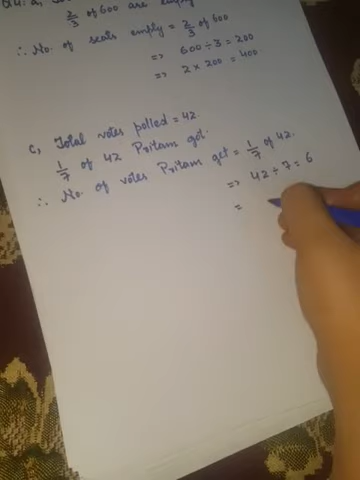 2/3 of 600 are empty
∴ No. of seats empty = 2/3 of 600
=> 600 ÷ 3 = 200
=> 2 x 200 = 400
C, Total votes polled = 42
1/7 of 42 Pritam got.
∴ No. of votes Pritam get = 1/7 of 42.
=> 42 ÷ 7 = 6
=